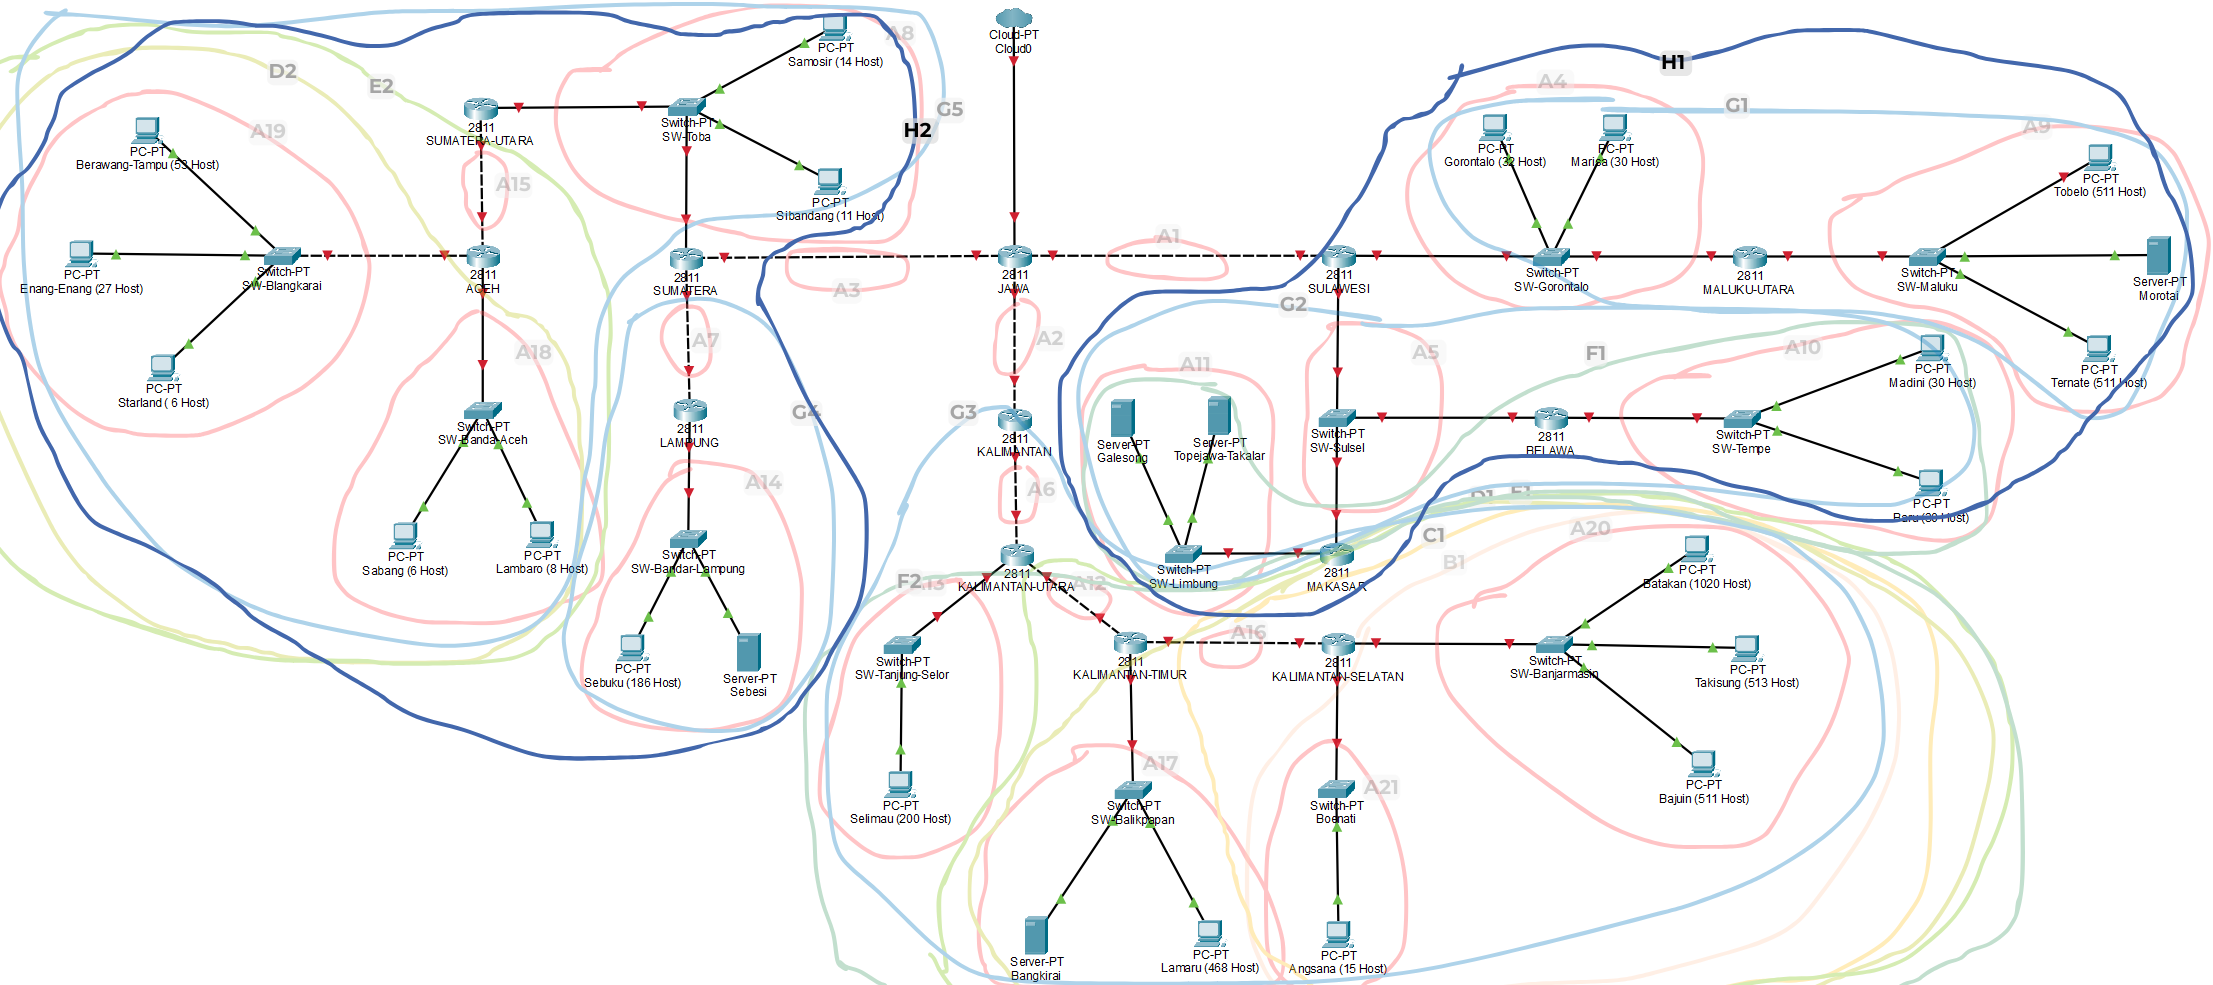 Cloud-PT
Cloud0
A8
PC-PT
Samosir (14 Host)
H1
D2
E2
A4
G1
G5
H2
A19
A9
2811
SUMATERA-UTARA
Switch-PT
SW-Toba
PC-PT
Berawang-Tampu (53 Host)
PC-PT
Gorontalo (32 Host)
PC-PT
Marisa (30 Host)
PC-PT
Tobelo (511 Host)
A15
PC-PT
Sibandang (11 Host)
A1
PC-PT
Enang-Enang (27 Host)
Switch-PT
SW-Blangkarai
2811
ACEH
2811
SUMATERA
A3
2811
JAWA
2811
SULAWESI
Switch-PT
SW-Gorontalo
2811
MALUKU-UTARA
Switch-PT
SW-Maluku
Server-PT
Morotai
G2
A18
A7
A2
A11
A5
F1
A10
PC-PT
Starland ( 6 Host)
PC-PT
Madini (30 Host)
PC-PT
Ternate (511 Host)
G4
G3
Switch-PT
SW-Banda-Aceh
2811
LAMPUNG
2811
KALIMANTAN
Server-PT
Galesong
Server-PT
Topejawa-Takalar
Switch-PT
SW-Sulsel
2811
BELAWA
Switch-PT
SW-Tempe
A14
A6
D1
E1
PC-PT
Baru (30 Host)
C1
A20
B1
PC-PT
Sabang (6 Host)
PC-PT
Lambaro (8 Host)
Switch-PT
SW-Bandar-Lampung
F2
A13
2811
KALIMANTAN-UTARA
A12
Switch-PT
SW-Limbung
2811
MAKASAR
PC-PT
Batakan (1020 Host)
A16
PC-PT
Sebuku (186 Host)
Server-PT
Sebesi
Switch-PT
SW-Tanjung-Selor
2811
KALIMANTAN-TIMUR
2811
KALIMANTAN-SELATAN
Switch-PT
SW-Banjarmasin
PC-PT
Takisung (513 Host)
A17
A21
PC-PT
Selimau (200 Host)
Switch-PT
SW-Balikpapan
Switch-PT
Boenati
PC-PT
Bajuin (511 Host)
Server-PT
Bangkirai
PC-PT
Lamaru (468 Host)
PC-PT
Angsana (15 Host)